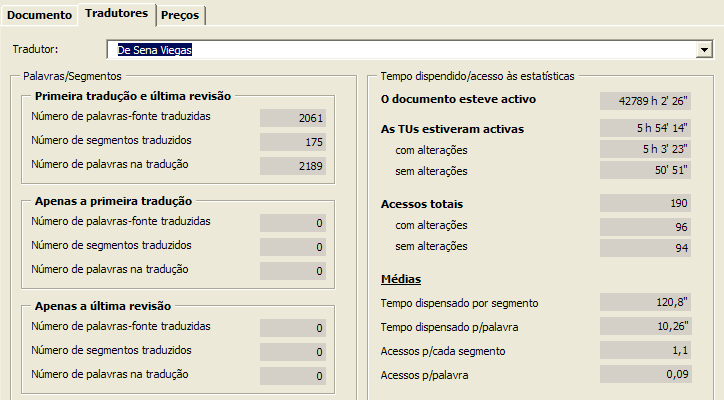 Documento Tradutores Preços
Tradutor: De Sena Viegas
Palavras/Segmentos
Primeira tradução e última revisão
Número de palavras-fonte traduzidas 2061
Número de segmentos traduzidos 175
Número de palavras na tradução 2189
Apenas a primeira tradução
Número de palavras-fonte traduzidas 0
Número de segmentos traduzidos 0
Número de palavras na tradução 0
Apenas a última revisão
Número de palavras-fonte traduzidas 0
Número de segmentos traduzidos 0
Número de palavras na tradução 0
Tempo dispendido/acesso às estatísticas
O documento esteve activo 42789 h 2' 26"
As TUs estiveram activas 5 h 54' 14"
com alterações 5 h 3' 23"
sem alterações 50' 51"
Acessos totais 190
com alterações 96
sem alterações 94
Médias
Tempo dispensado por segmento 120,8"
Tempo dispensado p/palavra 10,26"
Acessos p/cada segmento 1,1
Acessos p/palavra 0,09